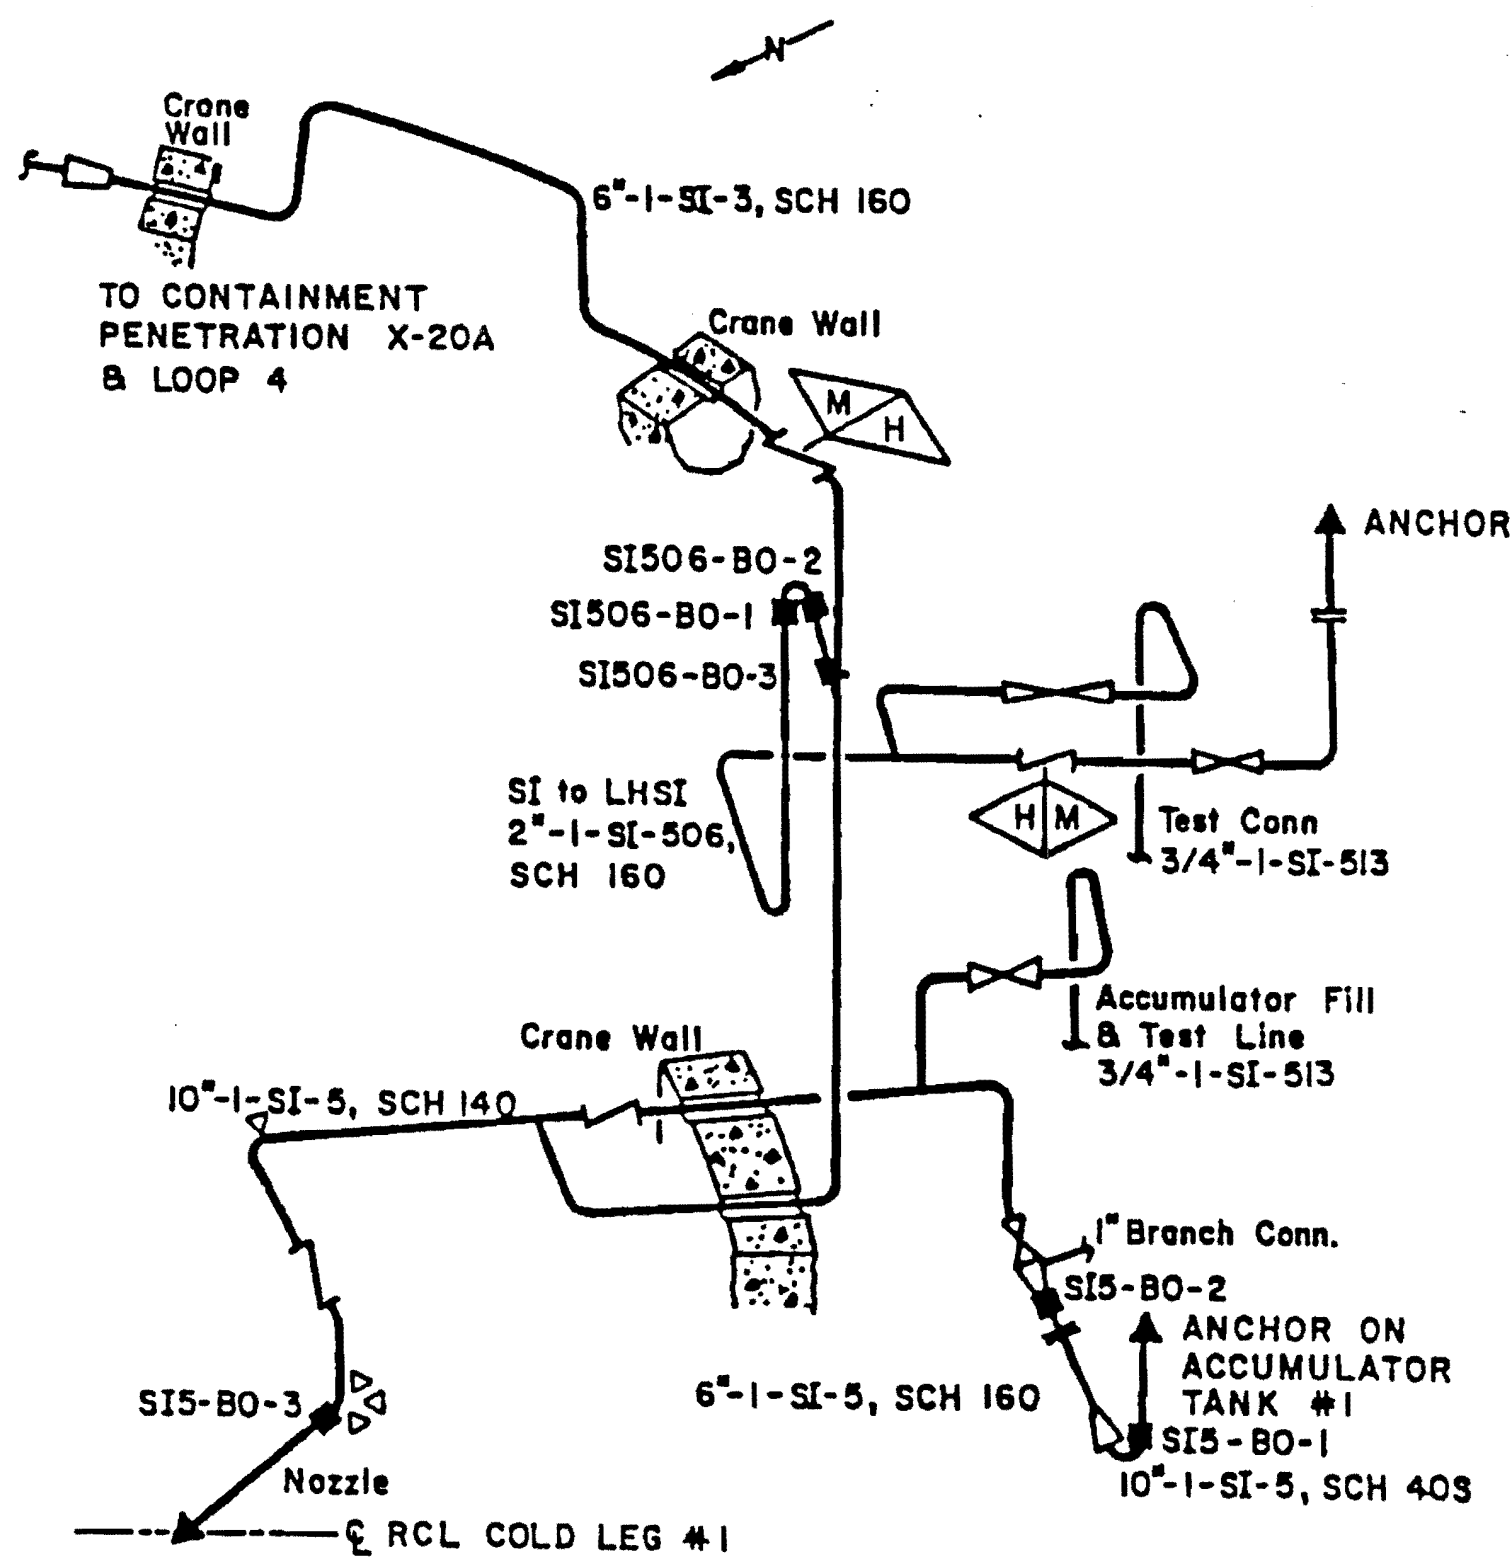 N
Crane
Wall
6"-1-SI-3, SCH 160
TO CONTAINMENT
PENETRATION X-20A
& LOOP 4
Crane Wall
M
H
ANCHOR
SI506-BO-2
SI506-BO-1
SI506-BO-3
SI to LHSI
2"-1-SI-506,
SCH 160
H M
Test Conn
3/4"-1-SI-513
Accumulator Fill
& Test Line
3/4"-1-SI-513
Crane Wall
10"-1-SI-5, SCH 140
1" Branch Conn.
SI5-BO-2
ANCHOR ON
ACCUMULATOR
TANK #1
6"-1-SI-5, SCH 160
SI5-BO-3
SI5-BO-1
10"-1-SI-5, SCH 40S
Nozzle
℄ RCL COLD LEG #1